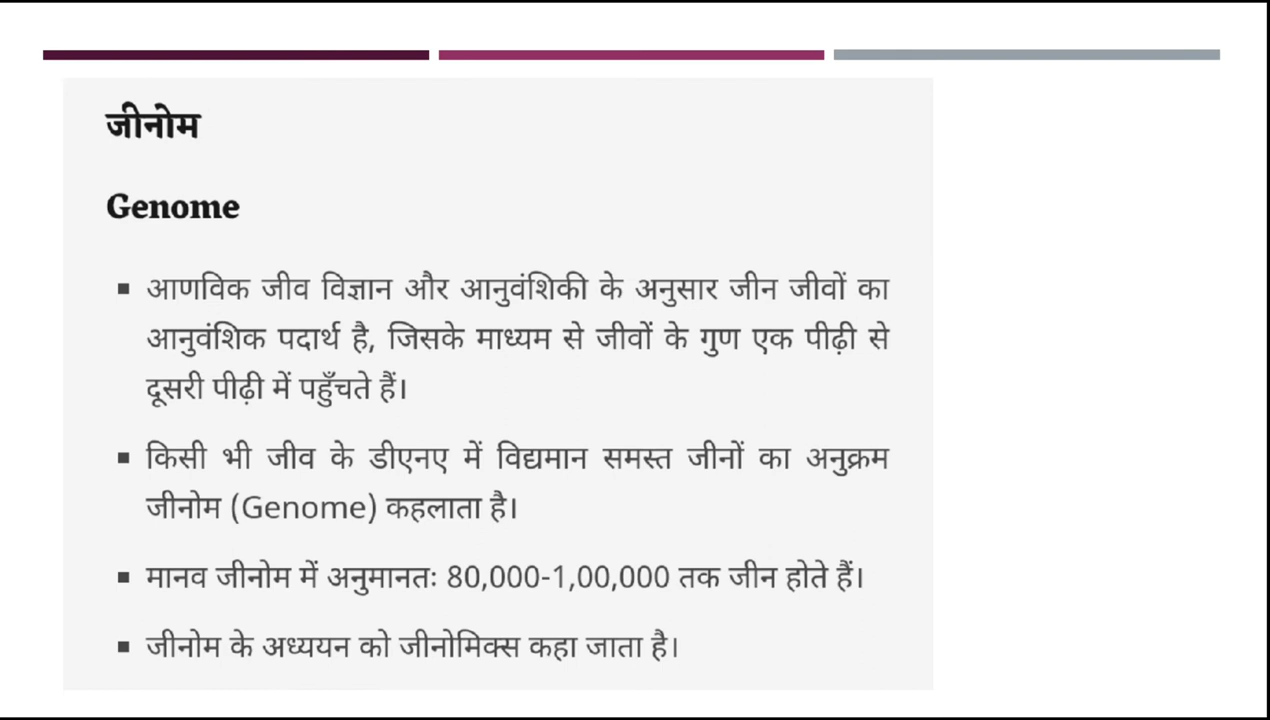 जीनोम
Genome
▪ आणविक जीव विज्ञान और आनुवंशिकी के अनुसार जीन जीवों का
आनुवंशिक पदार्थ है, जिसके माध्यम से जीवों के गुण एक पीढ़ी से
दूसरी पीढ़ी में पहुँचते हैं।
▪ किसी भी जीव के डीएनए में विद्यमान समस्त जीनों का अनुक्रम
जीनोम (Genome) कहलाता है।
▪ मानव जीनोम में अनुमानतः 80,000-1,00,000 तक जीन होते हैं।
▪ जीनोम के अध्ययन को जीनोमिक्स कहा जाता है।